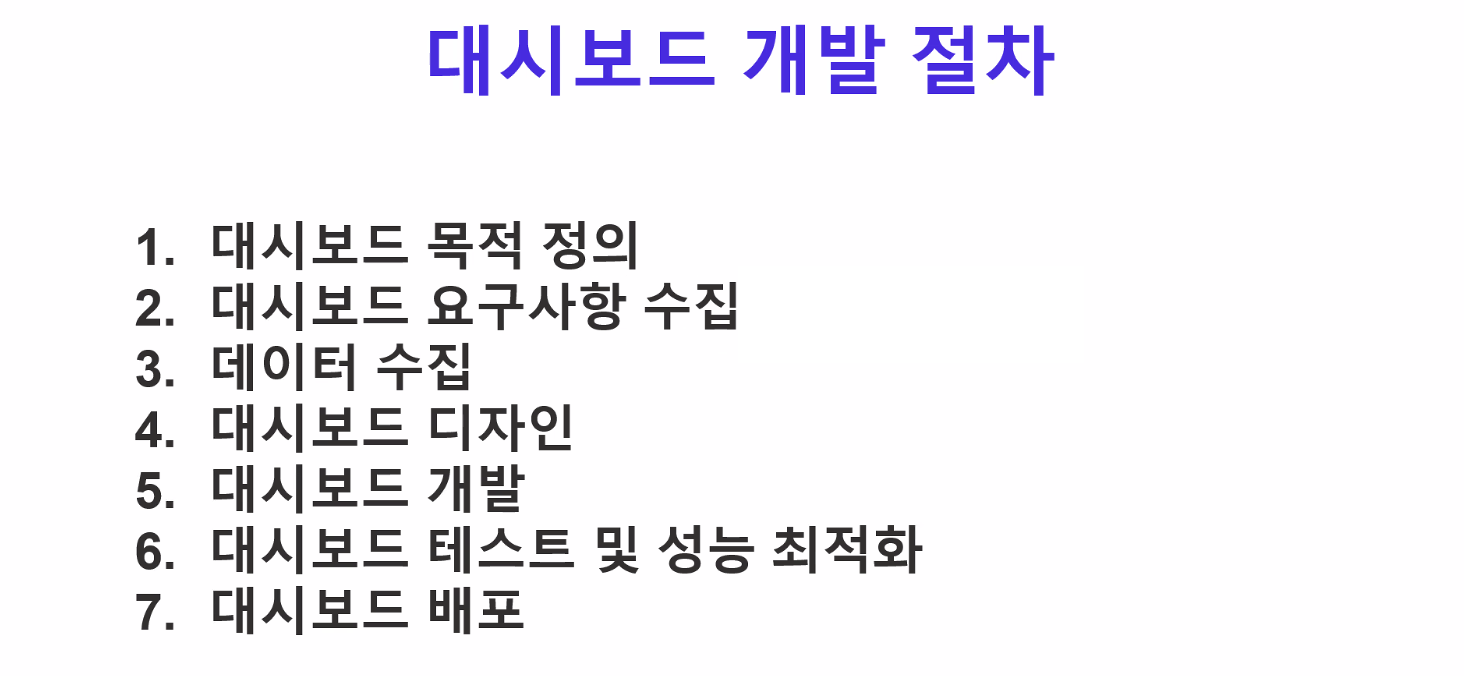 대시보드 개발 절차
1. 대시보드 목적 정의
2. 대시보드 요구사항 수집
3. 데이터 수집
4. 대시보드 디자인
5. 대시보드 개발
6. 대시보드 테스트 및 성능 최적화
7. 대시보드 배포